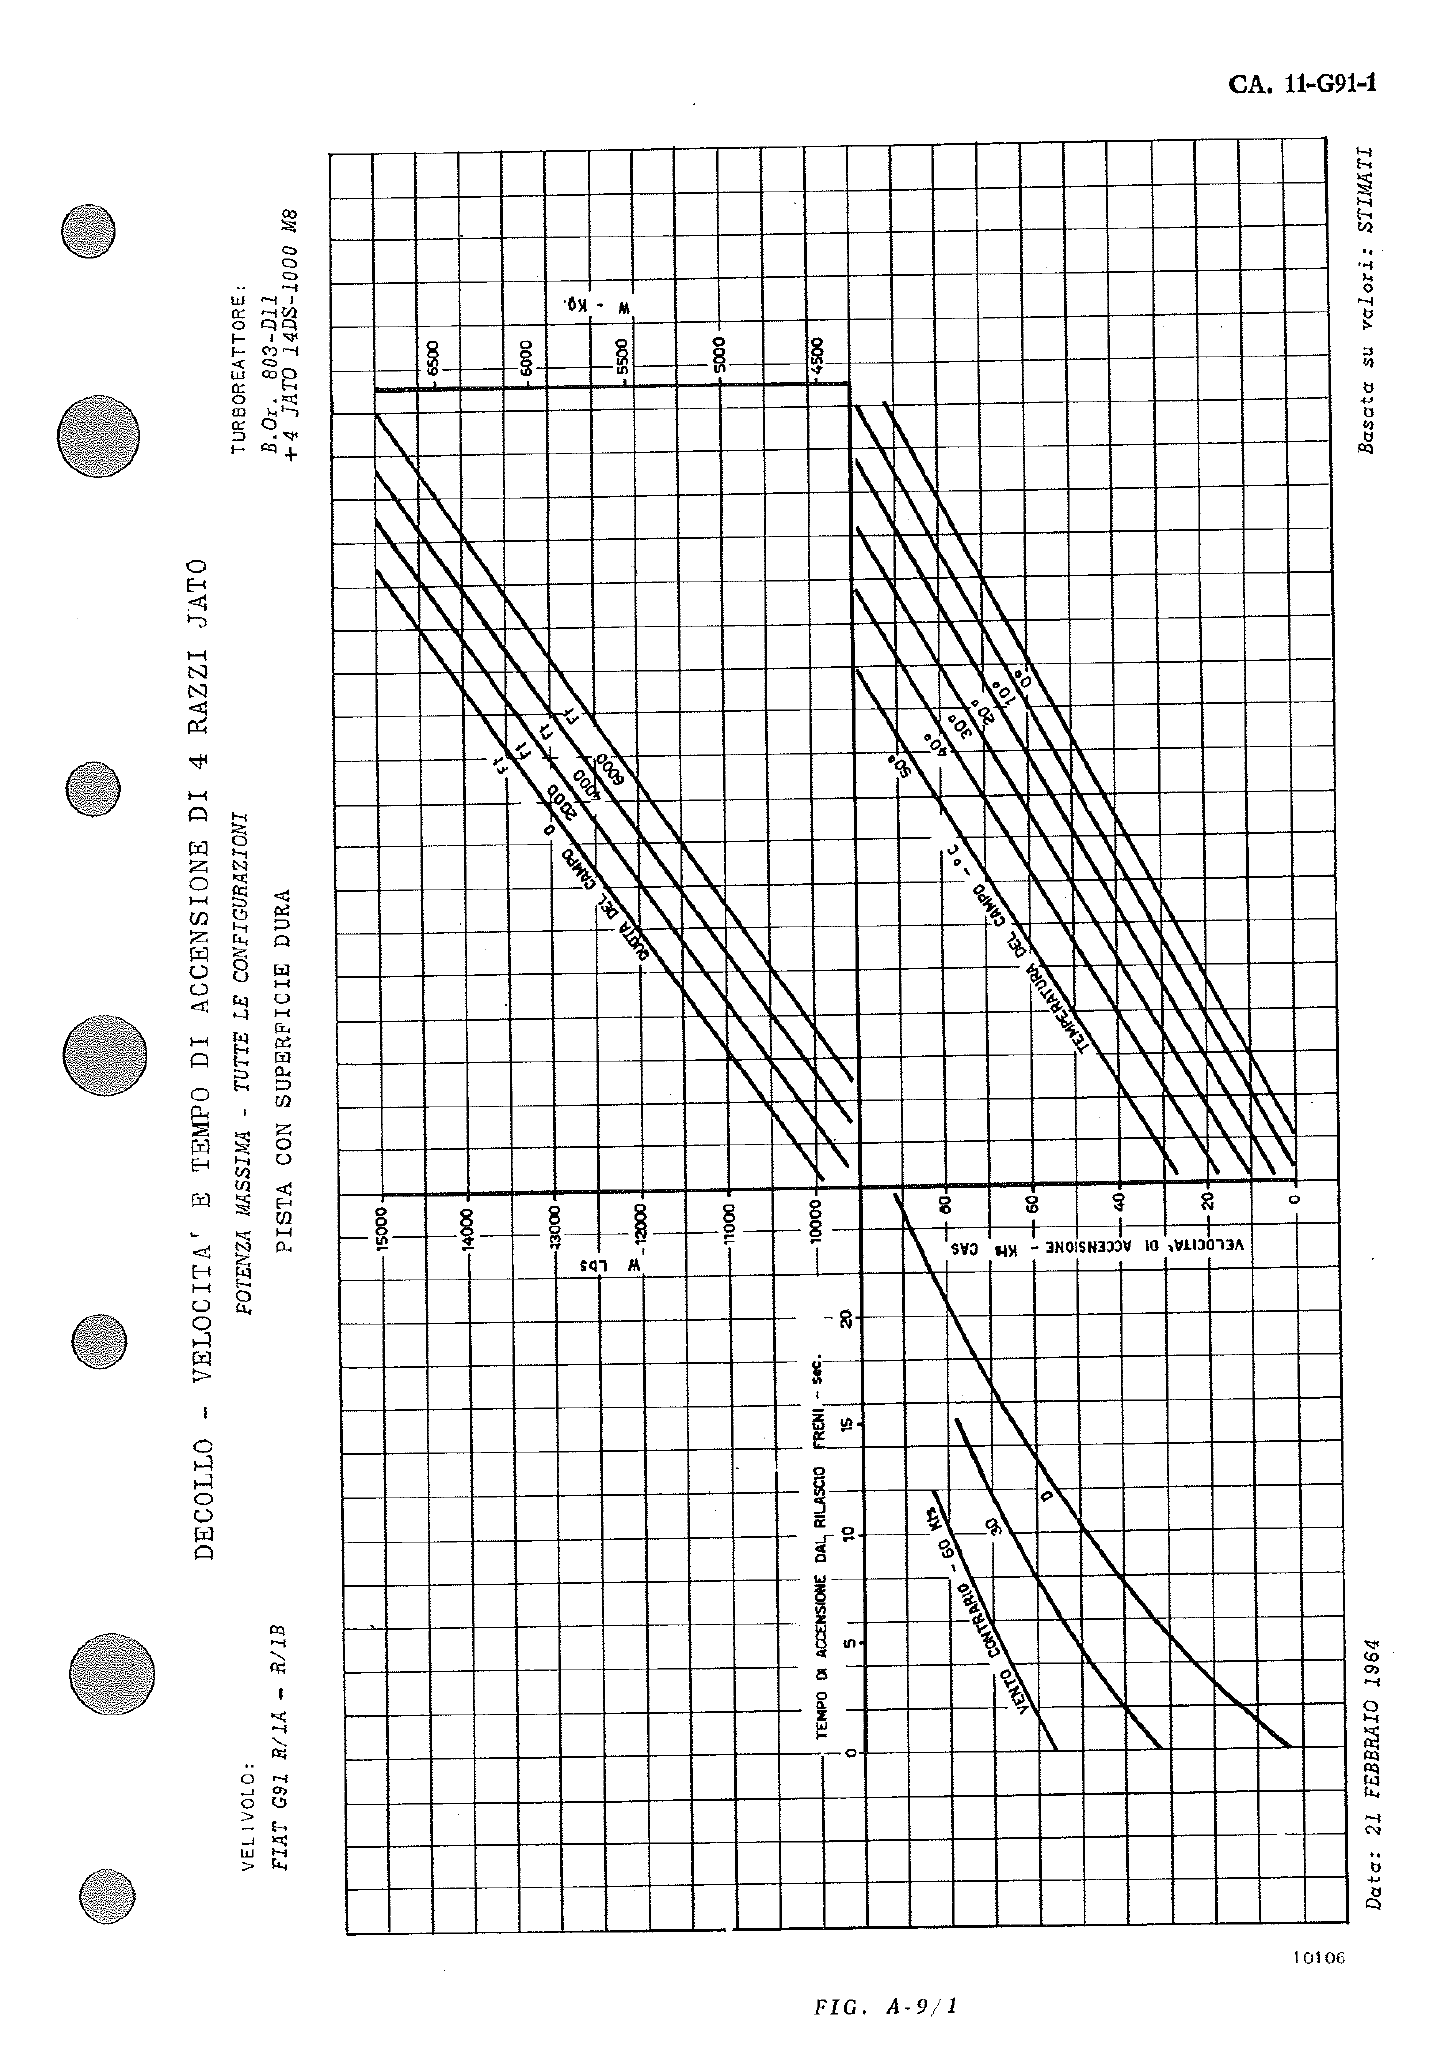 CA. 11-G91-1
DECOLLO - VELOCITA' E TEMPO DI ACCENSIONE DI 4 RAZZI JATO
POTENZA MASSIMA - TUTTE LE CONFIGURAZIONI
PISTA CON SUPERFICIE DURA
VELIVOLO:
FIAT G91 R/1A - R/1B
TURBOREATTORE:
B.Or. 803-D11
+4 JATO 14DS-1000 M8
15000
14000
13000
12000
11000
10000
W LDS
6500
6000
5500
5000
4500
W - Kg.
QUOTA DEL CAMPO
0 Ft
2000 Ft
4000 Ft
6000 Ft
TEMPERATURA DEL CAMPO - °C
50°
40°
30°
20°
10°
0°
80
60
40
20
0
VELOCITA' DI ACCENSIONE - Kts CAS
TEMPO DI ACCENSIONE DAL RILASCIO FRENI - sec.
0
5
10
15
20
VENTO CONTRARIO - 60 Kts
30
0
Data: 21 FEBBRAIO 1964
Basata su valori: STIMATI
10106
FIG. A-9/1